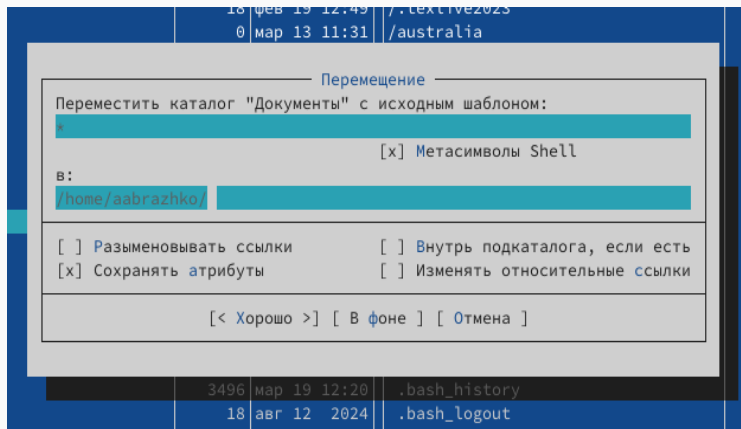 18 фев 19 12:49 /.texlive2023
0 мар 13 11:31 /australia
Перемещение
Переместить каталог "Документы" с исходным шаблоном:
*
[x] Метасимволы Shell
в:
/home/aabrazhko/
[ ] Разыменовывать ссылки [ ] Внутрь подкаталога, если есть
[x] Сохранять атрибуты [ ] Изменять относительные ссылки
[< Хорошо >] [ В фоне ] [ Отмена ]
3496 мар 19 12:20 .bash_history
18 авг 12 2024 .bash_logout